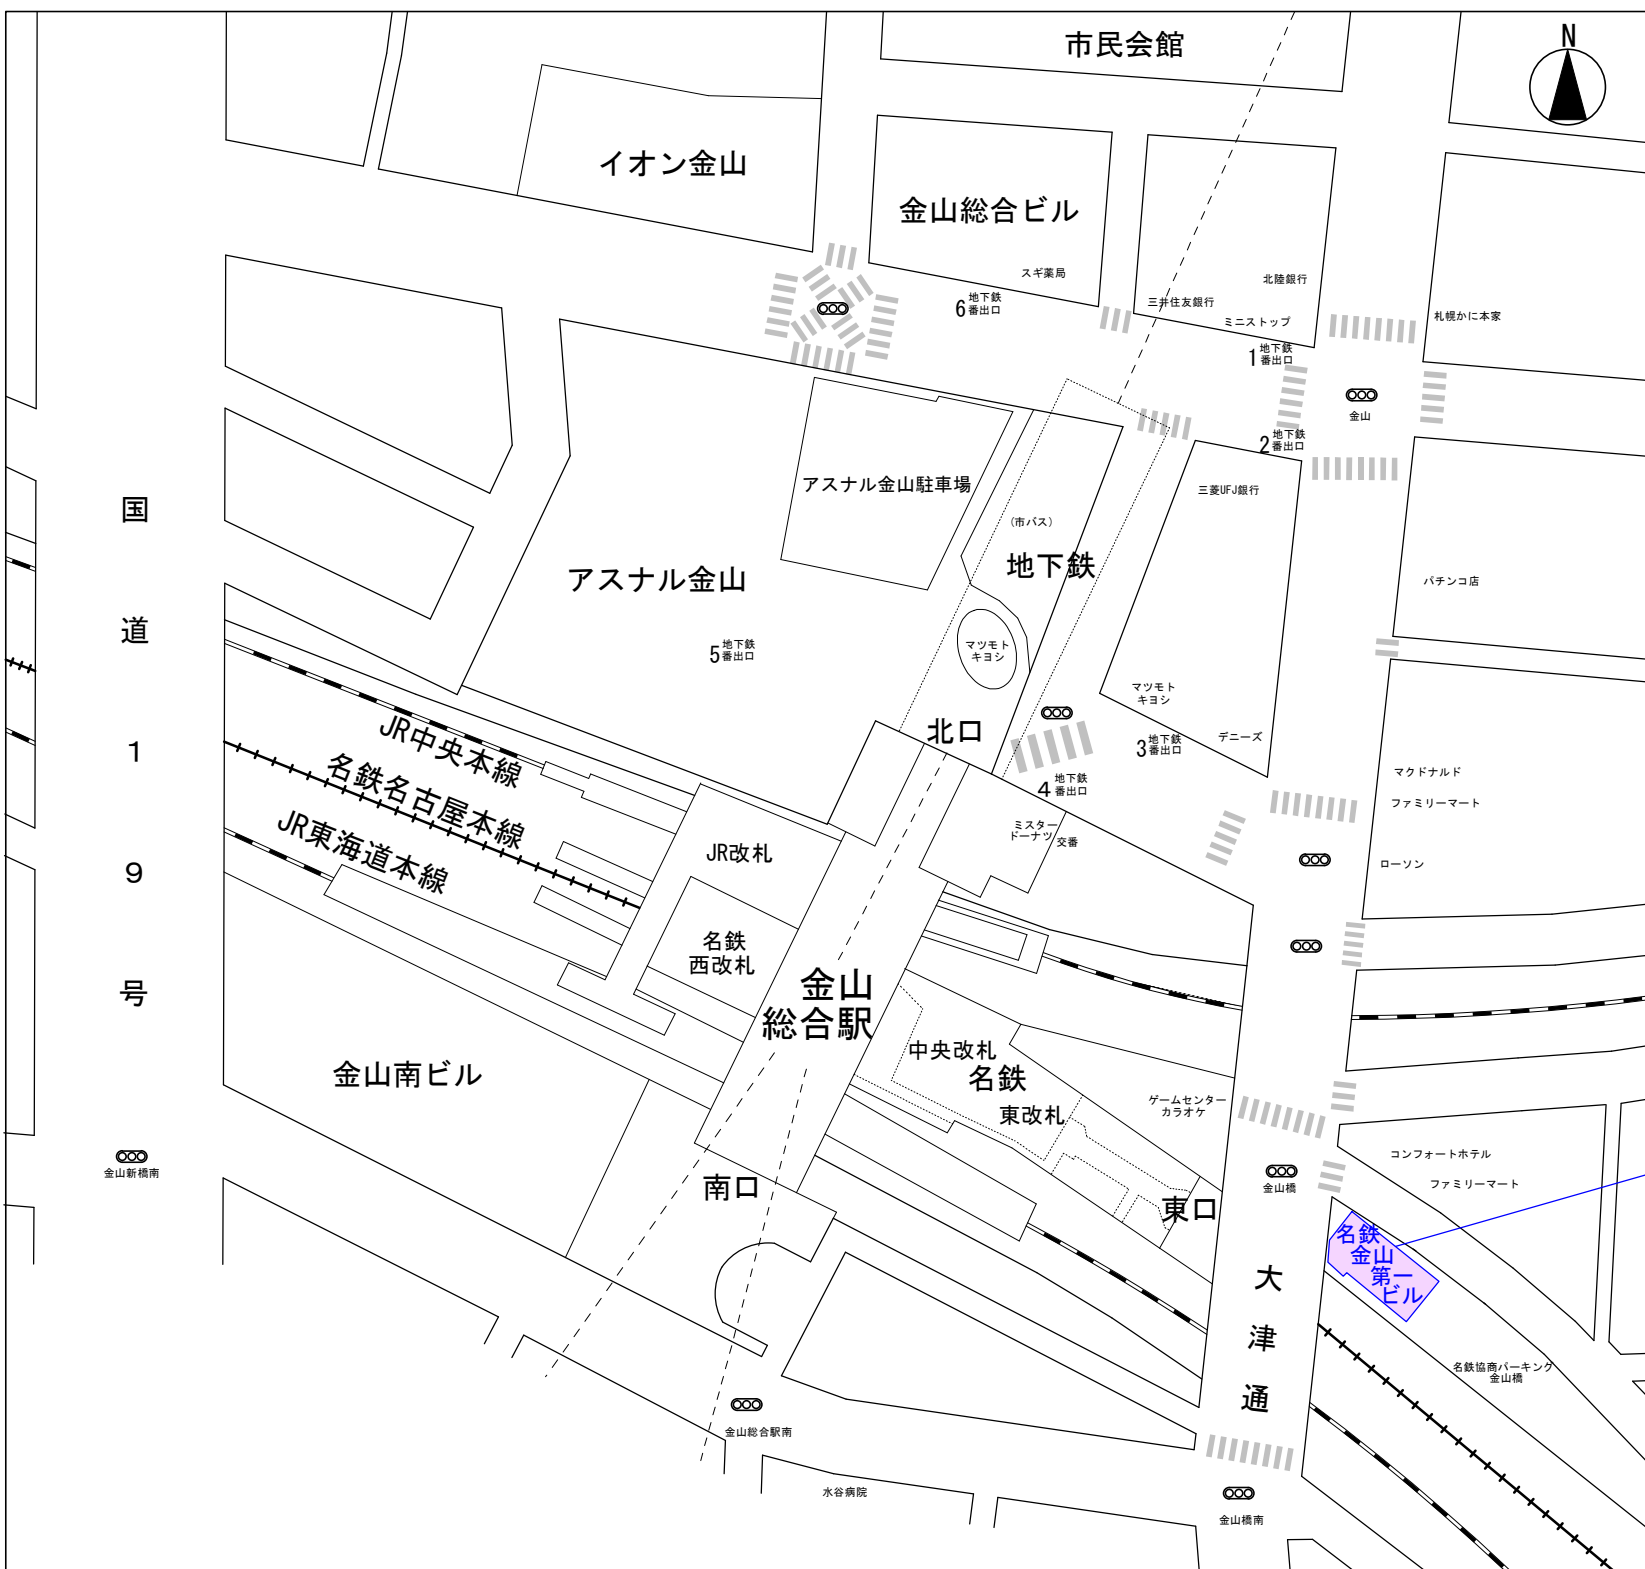 市民会館
N
イオン金山
金山総合ビル
スギ薬局
6 地下鉄
番出口
北陸銀行
三井住友銀行
ミニストップ
札幌かに本家
1 地下鉄
番出口
金山
2 地下鉄
番出口
三菱UFJ銀行
アスナル金山駐車場
(市バス)
地下鉄
アスナル金山
パチンコ店
5 地下鉄
番出口
マツモト
キヨシ
マツモト
キヨシ
北口
3 地下鉄
番出口
デニーズ
4 地下鉄
番出口
マクドナルド
ファミリーマート
ローソン
ミスター
ドーナツ
交番
国道19号
JR中央本線
名鉄名古屋本線
JR東海道本線
JR改札
名鉄
西改札
金山
総合駅
中央改札
名鉄
東改札
金山南ビル
ゲームセンター
カラオケ
コンフォートホテル
ファミリーマート
金山新橋南
南口
東口
金山橋
名鉄
金山
第一
ビル
大津通
名鉄協商パーキング
金山橋
金山総合駅南
水谷病院
金山橋南